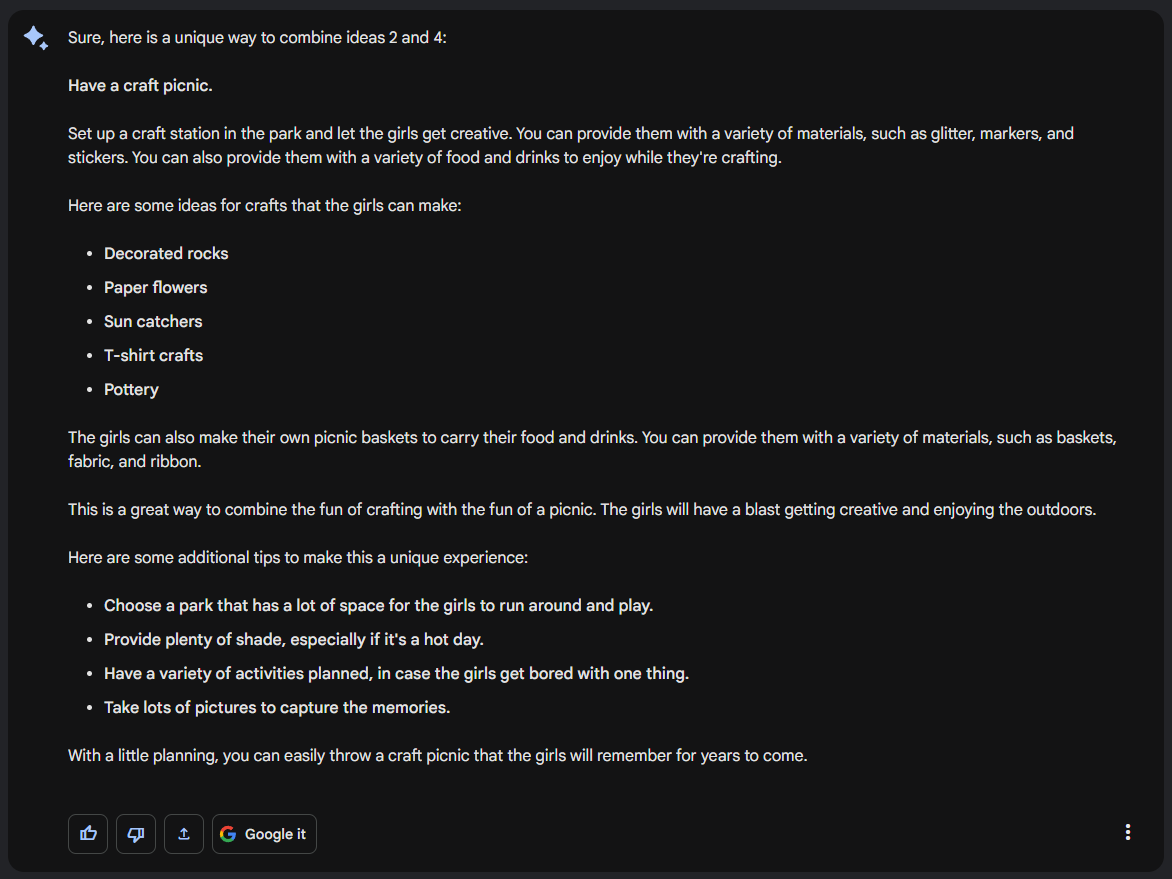 Sure, here is a unique way to combine ideas 2 and 4:
Have a craft picnic.
Set up a craft station in the park and let the girls get creative. You can provide them with a variety of materials, such as glitter, markers, and
stickers. You can also provide them with a variety of food and drinks to enjoy while they're crafting.
Here are some ideas for crafts that the girls can make:
• Decorated rocks
• Paper flowers
• Sun catchers
• T-shirt crafts
• Pottery
The girls can also make their own picnic baskets to carry their food and drinks. You can provide them with a variety of materials, such as baskets,
fabric, and ribbon.
This is a great way to combine the fun of crafting with the fun of a picnic. The girls will have a blast getting creative and enjoying the outdoors.
Here are some additional tips to make this a unique experience:
• Choose a park that has a lot of space for the girls to run around and play.
• Provide plenty of shade, especially if it's a hot day.
• Have a variety of activities planned, in case the girls get bored with one thing.
• Take lots of pictures to capture the memories.
With a little planning, you can easily throw a craft picnic that the girls will remember for years to come.
Google it